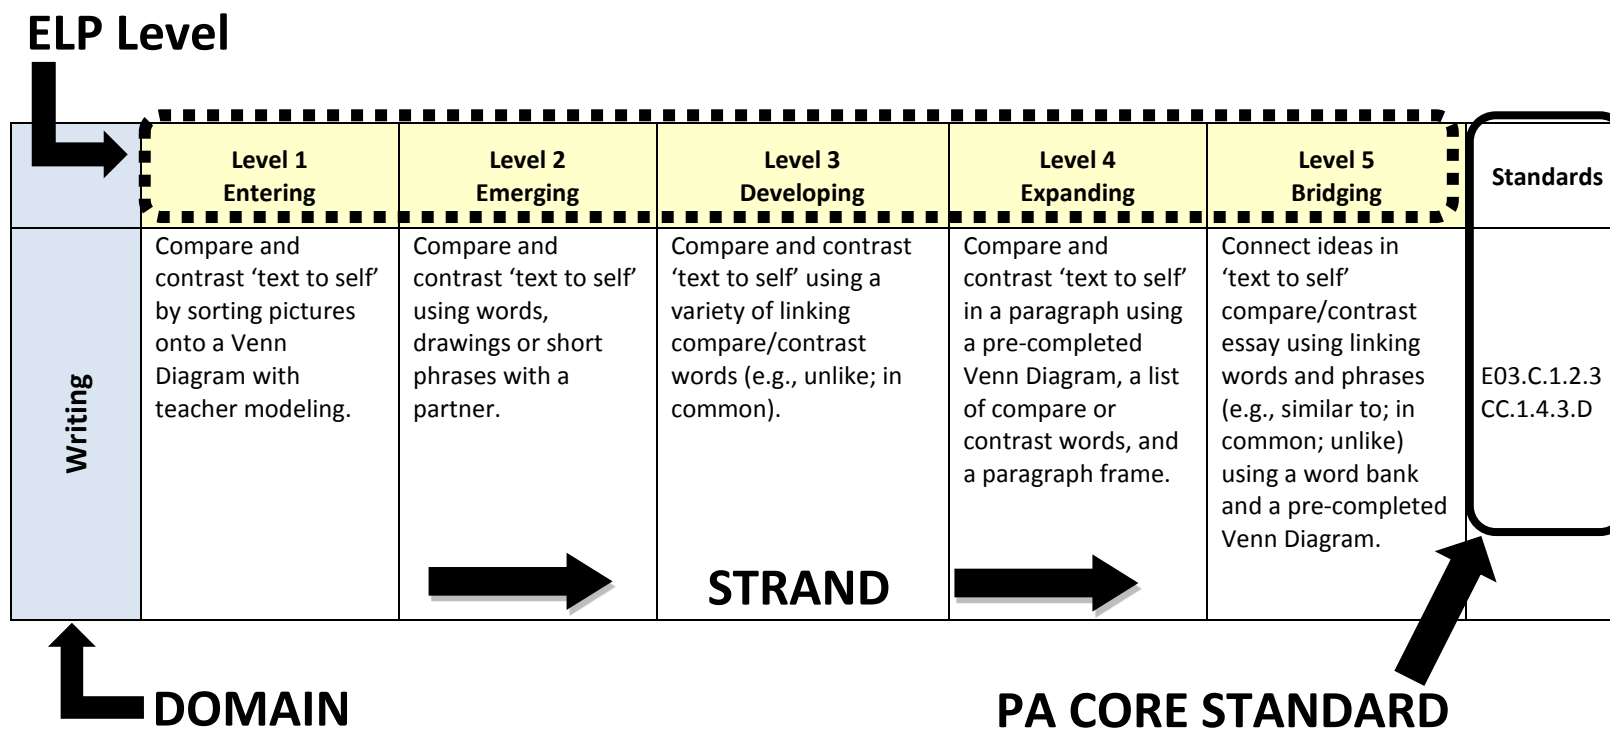 ELP Level
Level 1
Entering
Level 2
Emerging
Level 3
Developing
Level 4
Expanding
Level 5
Bridging
Standards
Writing
Compare and
contrast ‘text to self’
by sorting pictures
onto a Venn
Diagram with
teacher modeling.
Compare and
contrast ‘text to self’
using words,
drawings or short
phrases with a
partner.
Compare and contrast
‘text to self’ using a
variety of linking
compare/contrast
words (e.g., unlike; in
common).
Compare and
contrast ‘text to self’
in a paragraph using
a pre-completed
Venn Diagram, a list
of compare or
contrast words, and
a paragraph frame.
Connect ideas in
‘text to self’
compare/contrast
essay using linking
words and phrases
(e.g., similar to; in
common; unlike)
using a word bank
and a pre-completed
Venn Diagram.
E03.C.1.2.3
CC.1.4.3.D
STRAND
DOMAIN
PA CORE STANDARD